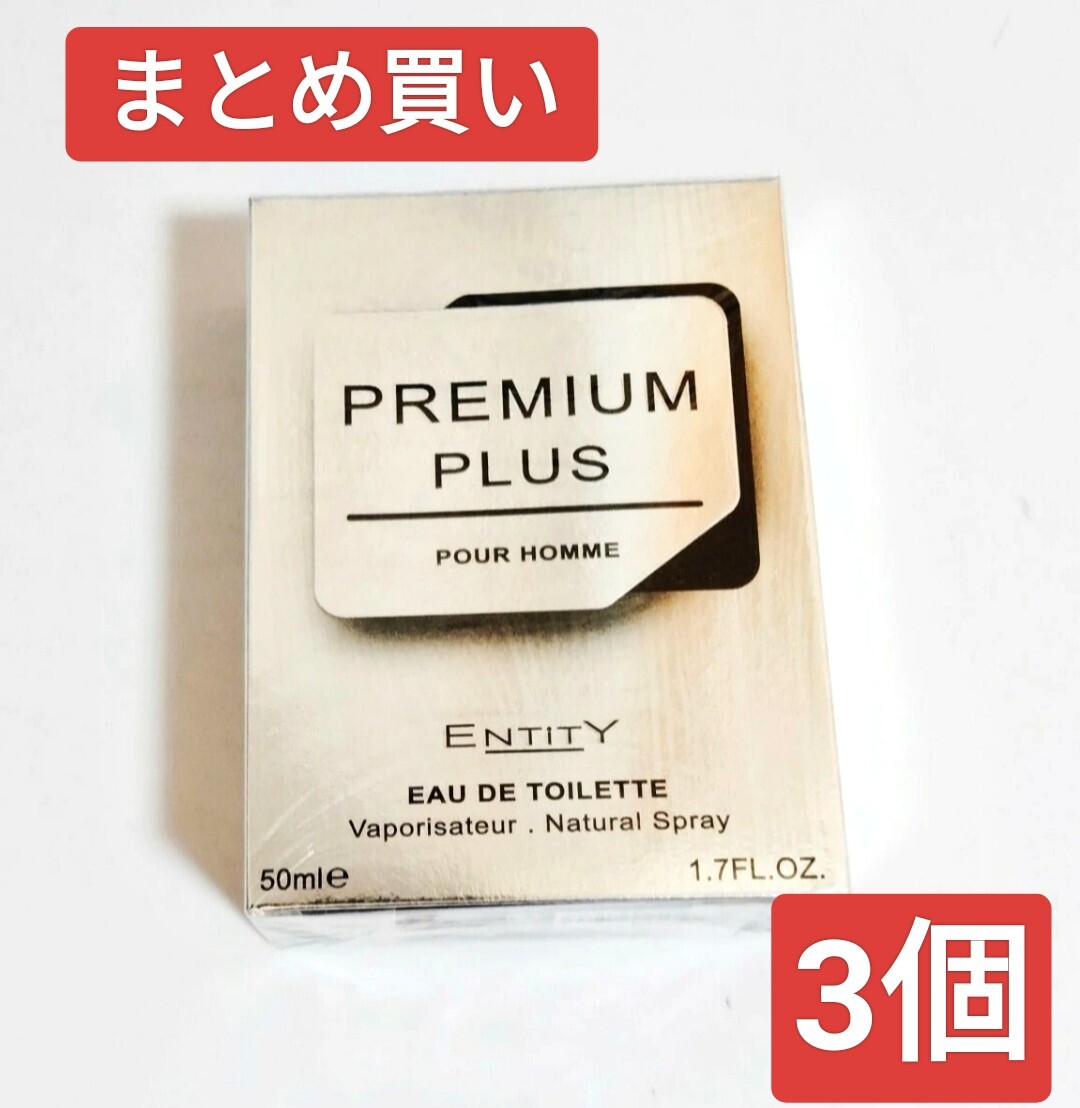 まとめ買い
PREMIUM
PLUS
POUR HOMME
ENTiTY
EAU DE TOILETTE
Vaporisateur . Natural Spray
50ml℮
1.7FL.OZ.
3個